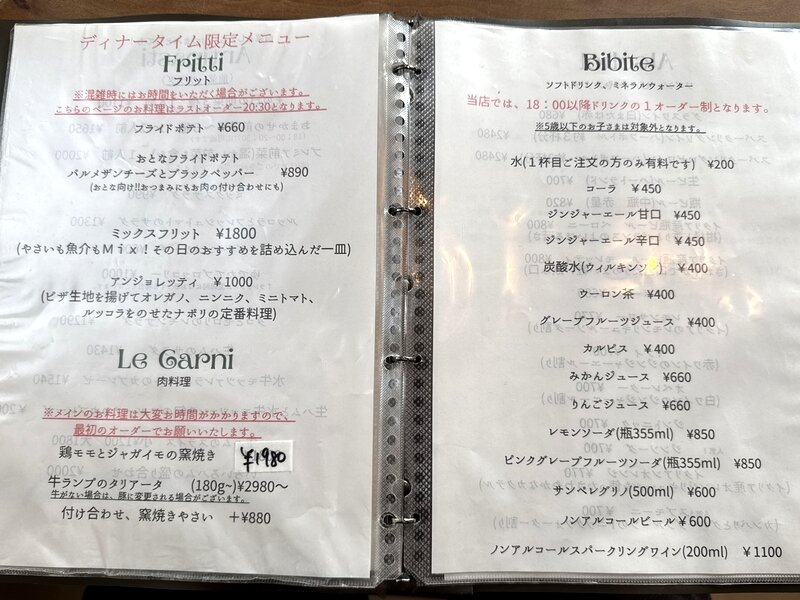 ディナータイム限定メニュー
Fritti
フリット
※混雑時にはお時間をいただく場合がございます。
こちらのページのお料理はラストオーダー20:30となります。
フライドポテト ¥660
おとなフライドポテト
パルメザンチーズとブラックペッパー ¥890
(おとな向け!!おつまみにもお肉の付け合わせにも)
ミックスフリット ¥1800
(やさいも魚介もMix!その日のおすすめを詰め込んだ一皿)
アンジョレッティ ¥1000
(ピザ生地を揚げてオレガノ、ニンニク、ミニトマト、
ルッコラをのせたナポリの定番料理)
Le Carni
肉料理
※メインのお料理は大変お時間がかかりますので、
最初のオーダーでお願いいたします。
鶏モモとジャガイモの窯焼き ¥1980
牛ランプのタリアータ (180g~)¥2980~
牛がない場合は、豚に変更される場合がございます。
付け合わせ、窯焼きやさい +¥880
Bibite
ソフトドリンク、ミネラルウォーター
当店では、18:00以降ドリンクの1オーダー制となります。
※5歳以下のお子さまは対象外となります。
水(1杯目ご注文の方のみ有料です) ¥200
コーラ ¥450
ジンジャーエール甘口 ¥450
ジンジャーエール辛口 ¥450
炭酸水(ウィルキンソン) ¥400
ウーロン茶 ¥400
グレープフルーツジュース ¥400
カルピス ¥400
みかんジュース ¥660
りんごジュース ¥660
レモンソーダ(瓶355ml) ¥850
ピンクグレープフルーツソーダ(瓶355ml) ¥850
サンペレグリノ(500ml) ¥600
ノンアルコールビール ¥600
ノンアルコールスパークリングワイン(200ml) ¥1100